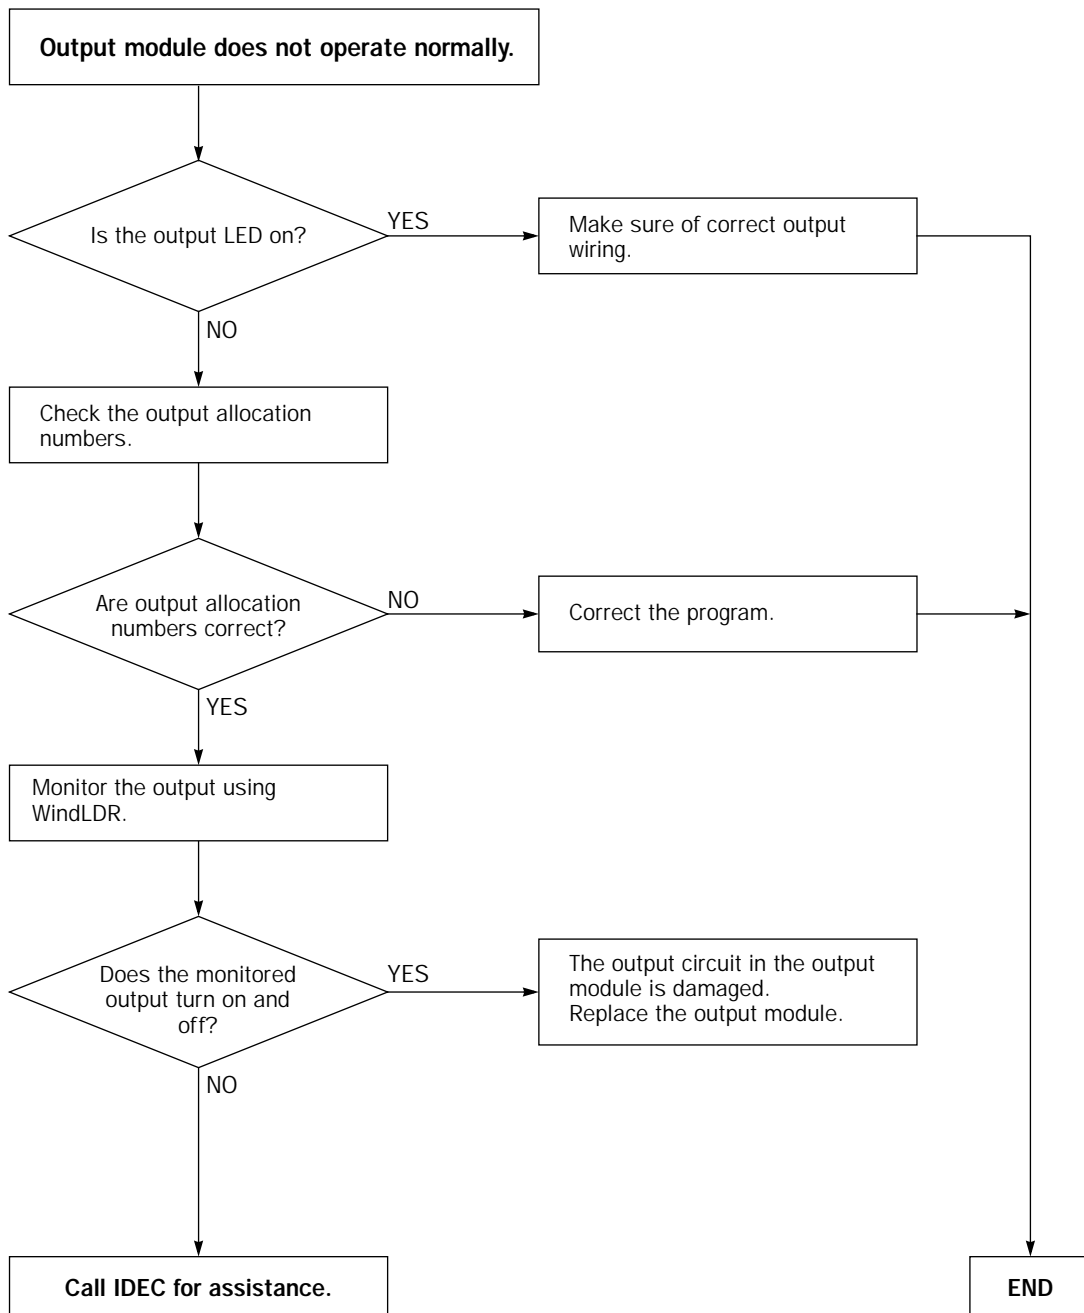 Output module does not operate normally.
Is the output LED on?
YES
Make sure of correct output
wiring.
NO
Check the output allocation
numbers.
Are output allocation
numbers correct?
NO
Correct the program.
YES
Monitor the output using
WindLDR.
Does the monitored
output turn on and
off?
YES
The output circuit in the output
module is damaged.
Replace the output module.
NO
Call IDEC for assistance.
END